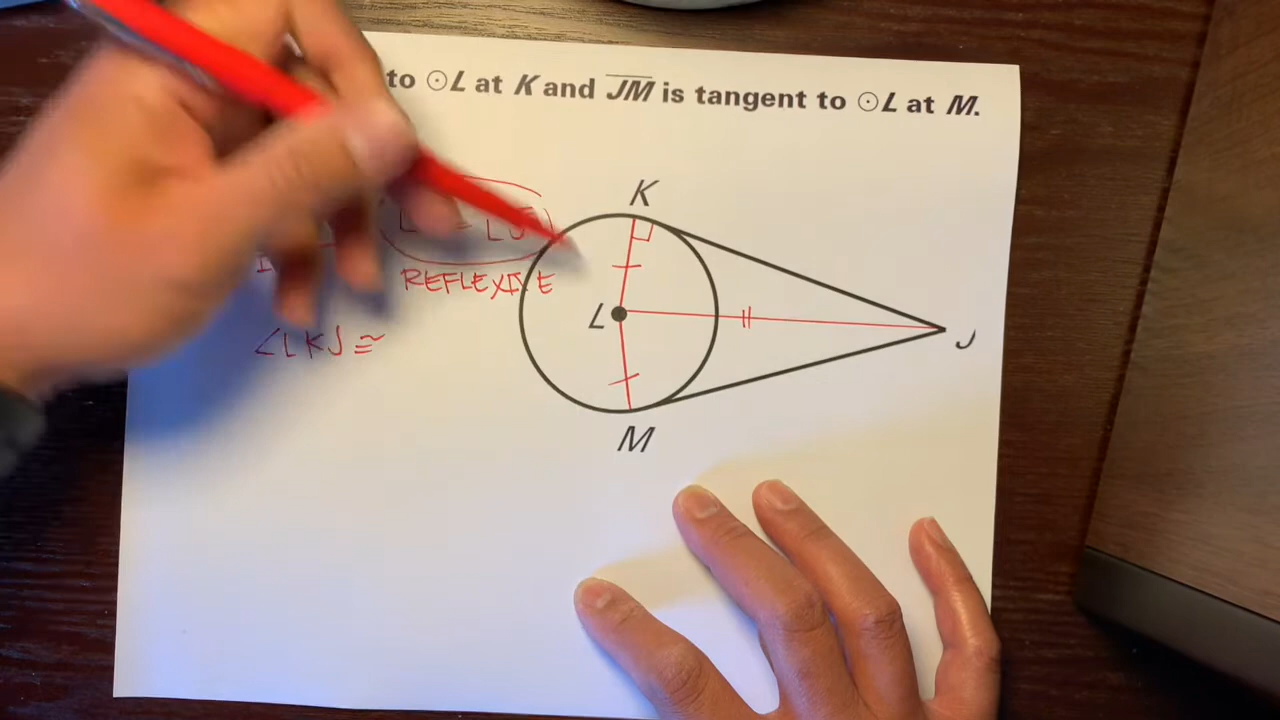 to ⊙L at K and JM is tangent to ⊙L at M.
K
REFLEXIVE
L
∠LKJ ≅
J
M